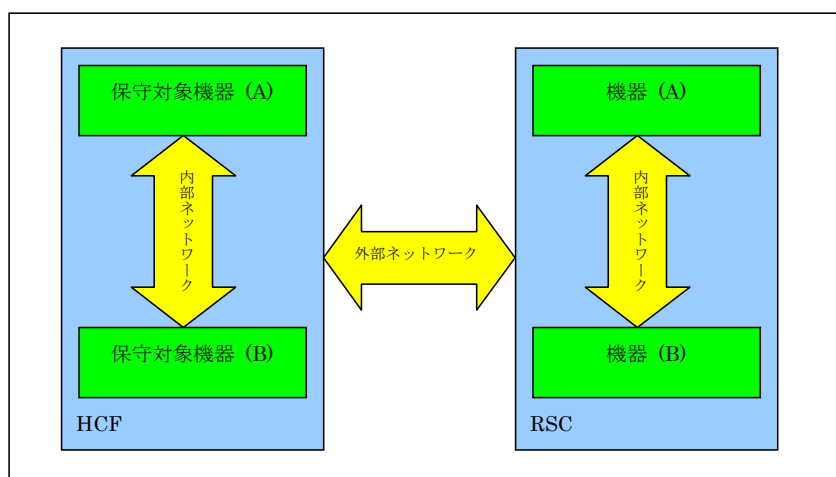 保守対象機器 (A)
内部ネットワーク
保守対象機器 (B)
HCF
外部ネットワーク
機器 (A)
内部ネットワーク
機器 (B)
RSC